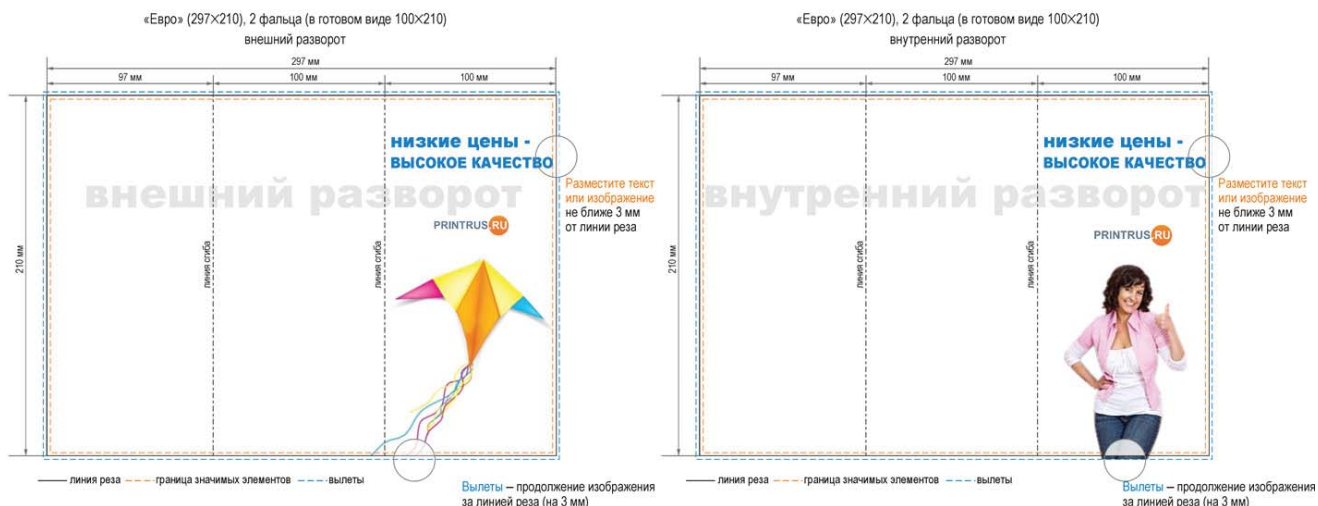 «Евро» (297×210), 2 фальца (в готовом виде 100×210)
внешний разворот
297 мм
97 мм
100 мм
100 мм
210 мм
низкие цены -
ВЫСОКОЕ КАЧЕСТВО
внешний разворот
PRINTRUS.RU
линия сгиба
линия сгиба
Разместите текст
или изображение
не ближе 3 мм
от линии реза
линия реза
граница значимых элементов
вылеты
Вылеты – продолжение изображения
за линией реза (на 3 мм)
«Евро» (297×210), 2 фальца (в готовом виде 100×210)
внутренний разворот
297 мм
97 мм
100 мм
100 мм
210 мм
низкие цены -
ВЫСОКОЕ КАЧЕСТВО
внутренний разворот
PRINTRUS.RU
линия сгиба
линия сгиба
Разместите текст
или изображение
не ближе 3 мм
от линии реза
линия реза
граница значимых элементов
вылеты
Вылеты – продолжение изображения
за линией реза (на 3 мм)